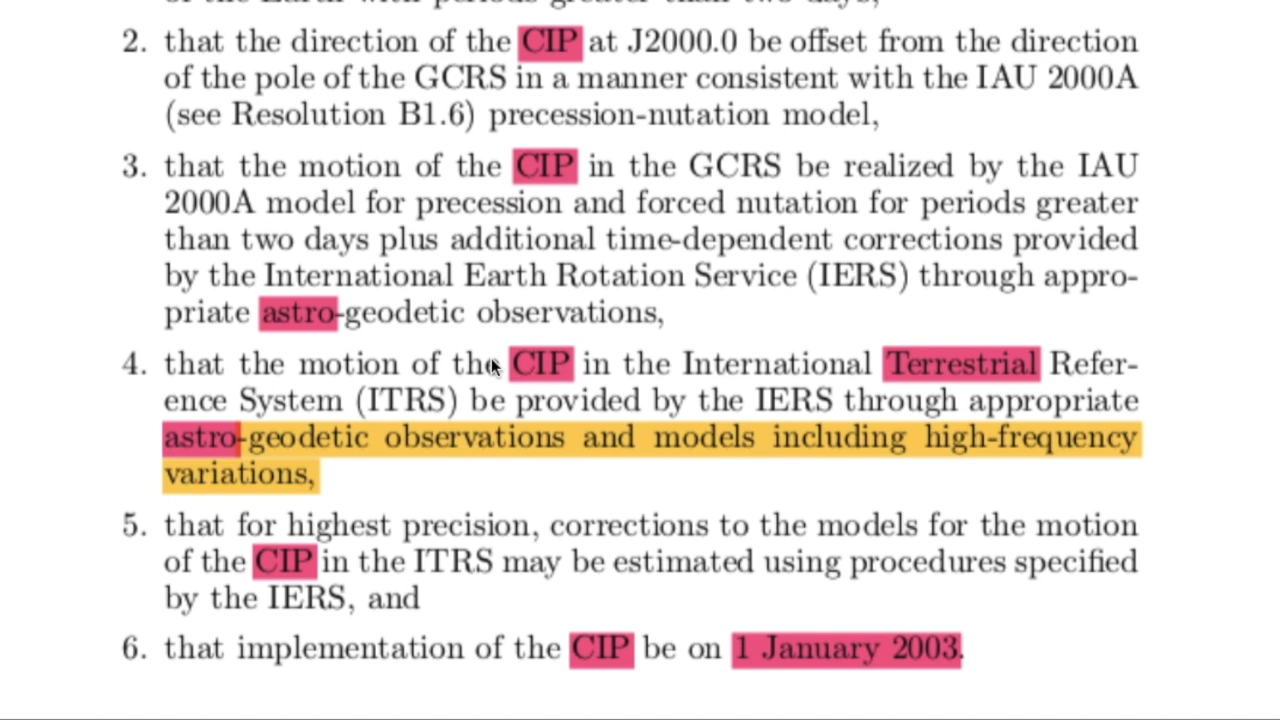 2. that the direction of the CIP at J2000.0 be offset from the direction
of the pole of the GCRS in a manner consistent with the IAU 2000A
(see Resolution B1.6) precession-nutation model,
3. that the motion of the CIP in the GCRS be realized by the IAU
2000A model for precession and forced nutation for periods greater
than two days plus additional time-dependent corrections provided
by the International Earth Rotation Service (IERS) through appro-
priate astro-geodetic observations,
4. that the motion of the CIP in the International Terrestrial Refer-
ence System (ITRS) be provided by the IERS through appropriate
astro-geodetic observations and models including high-frequency
variations,
5. that for highest precision, corrections to the models for the motion
of the CIP in the ITRS may be estimated using procedures specified
by the IERS, and
6. that implementation of the CIP be on 1 January 2003.